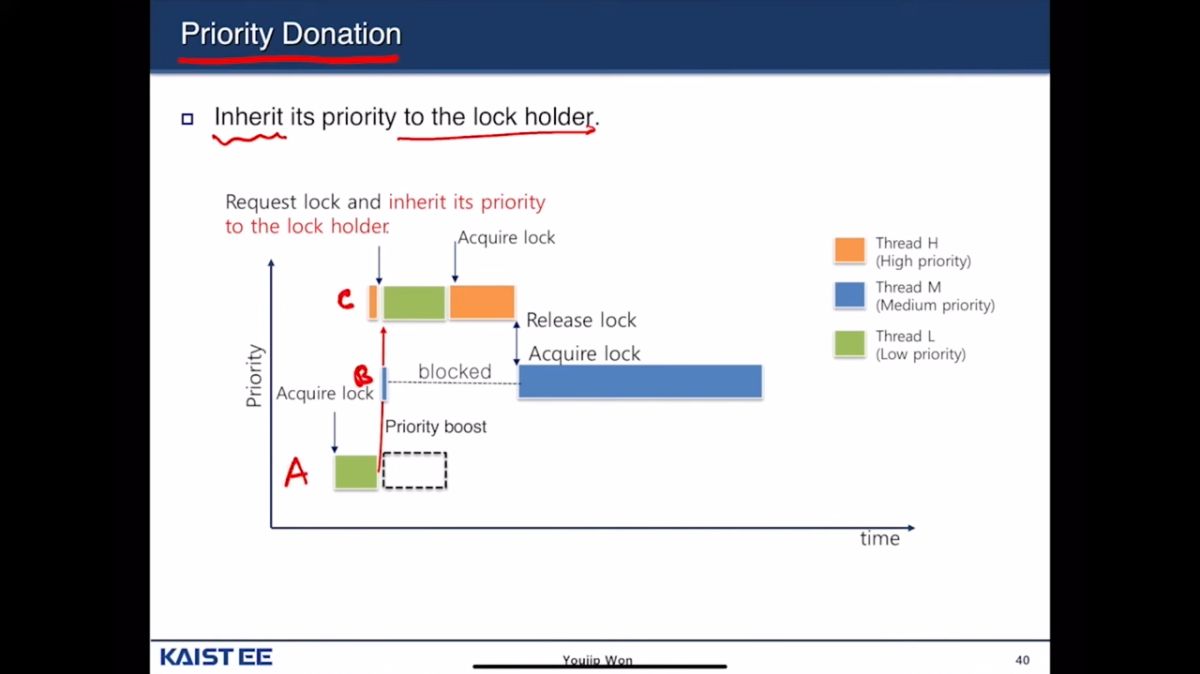 Priority Donation
Inherit its priority to the lock holder.
Request lock and inherit its priority
to the lock holder.
Acquire lock
C
Release lock
Acquire lock
B
blocked
Acquire lock
Priority boost
A
Priority
time
Thread H
(High priority)
Thread M
(Medium priority)
Thread L
(Low priority)
KAIST EE
Youjip Won
40